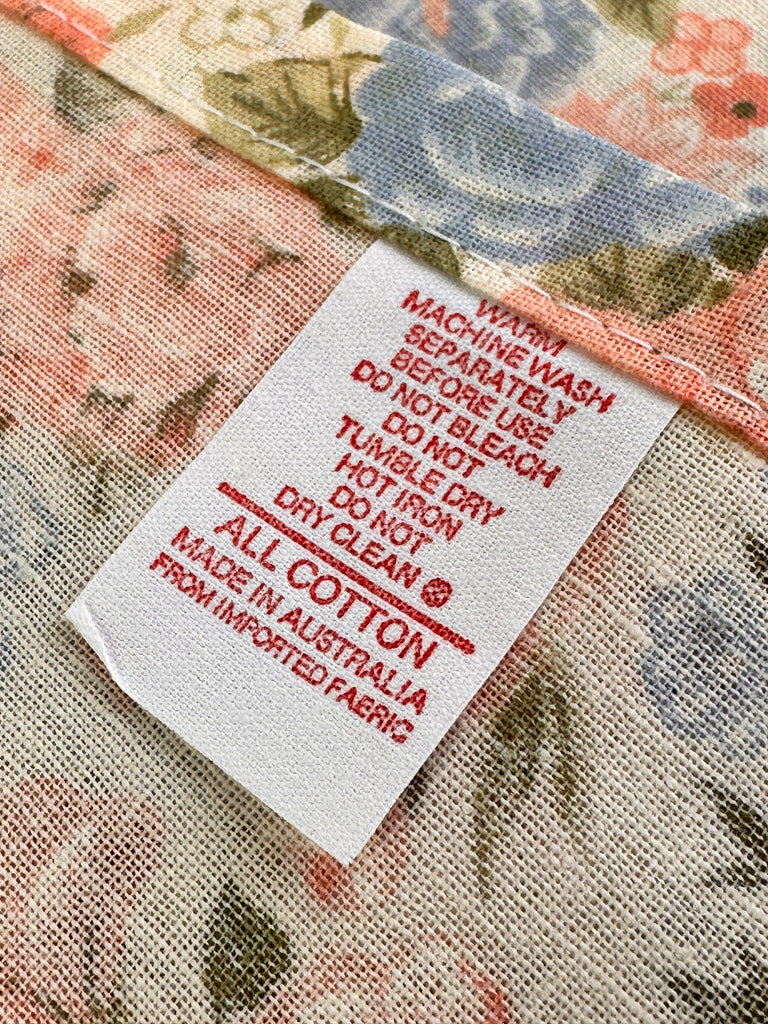 WARM
MACHINE WASH
SEPARATELY
BEFORE USE
DO NOT BLEACH
DO NOT
TUMBLE DRY
HOT IRON
DO NOT
DRY CLEAN
ALL COTTON
MADE IN AUSTRALIA
FROM IMPORTED FABRIC